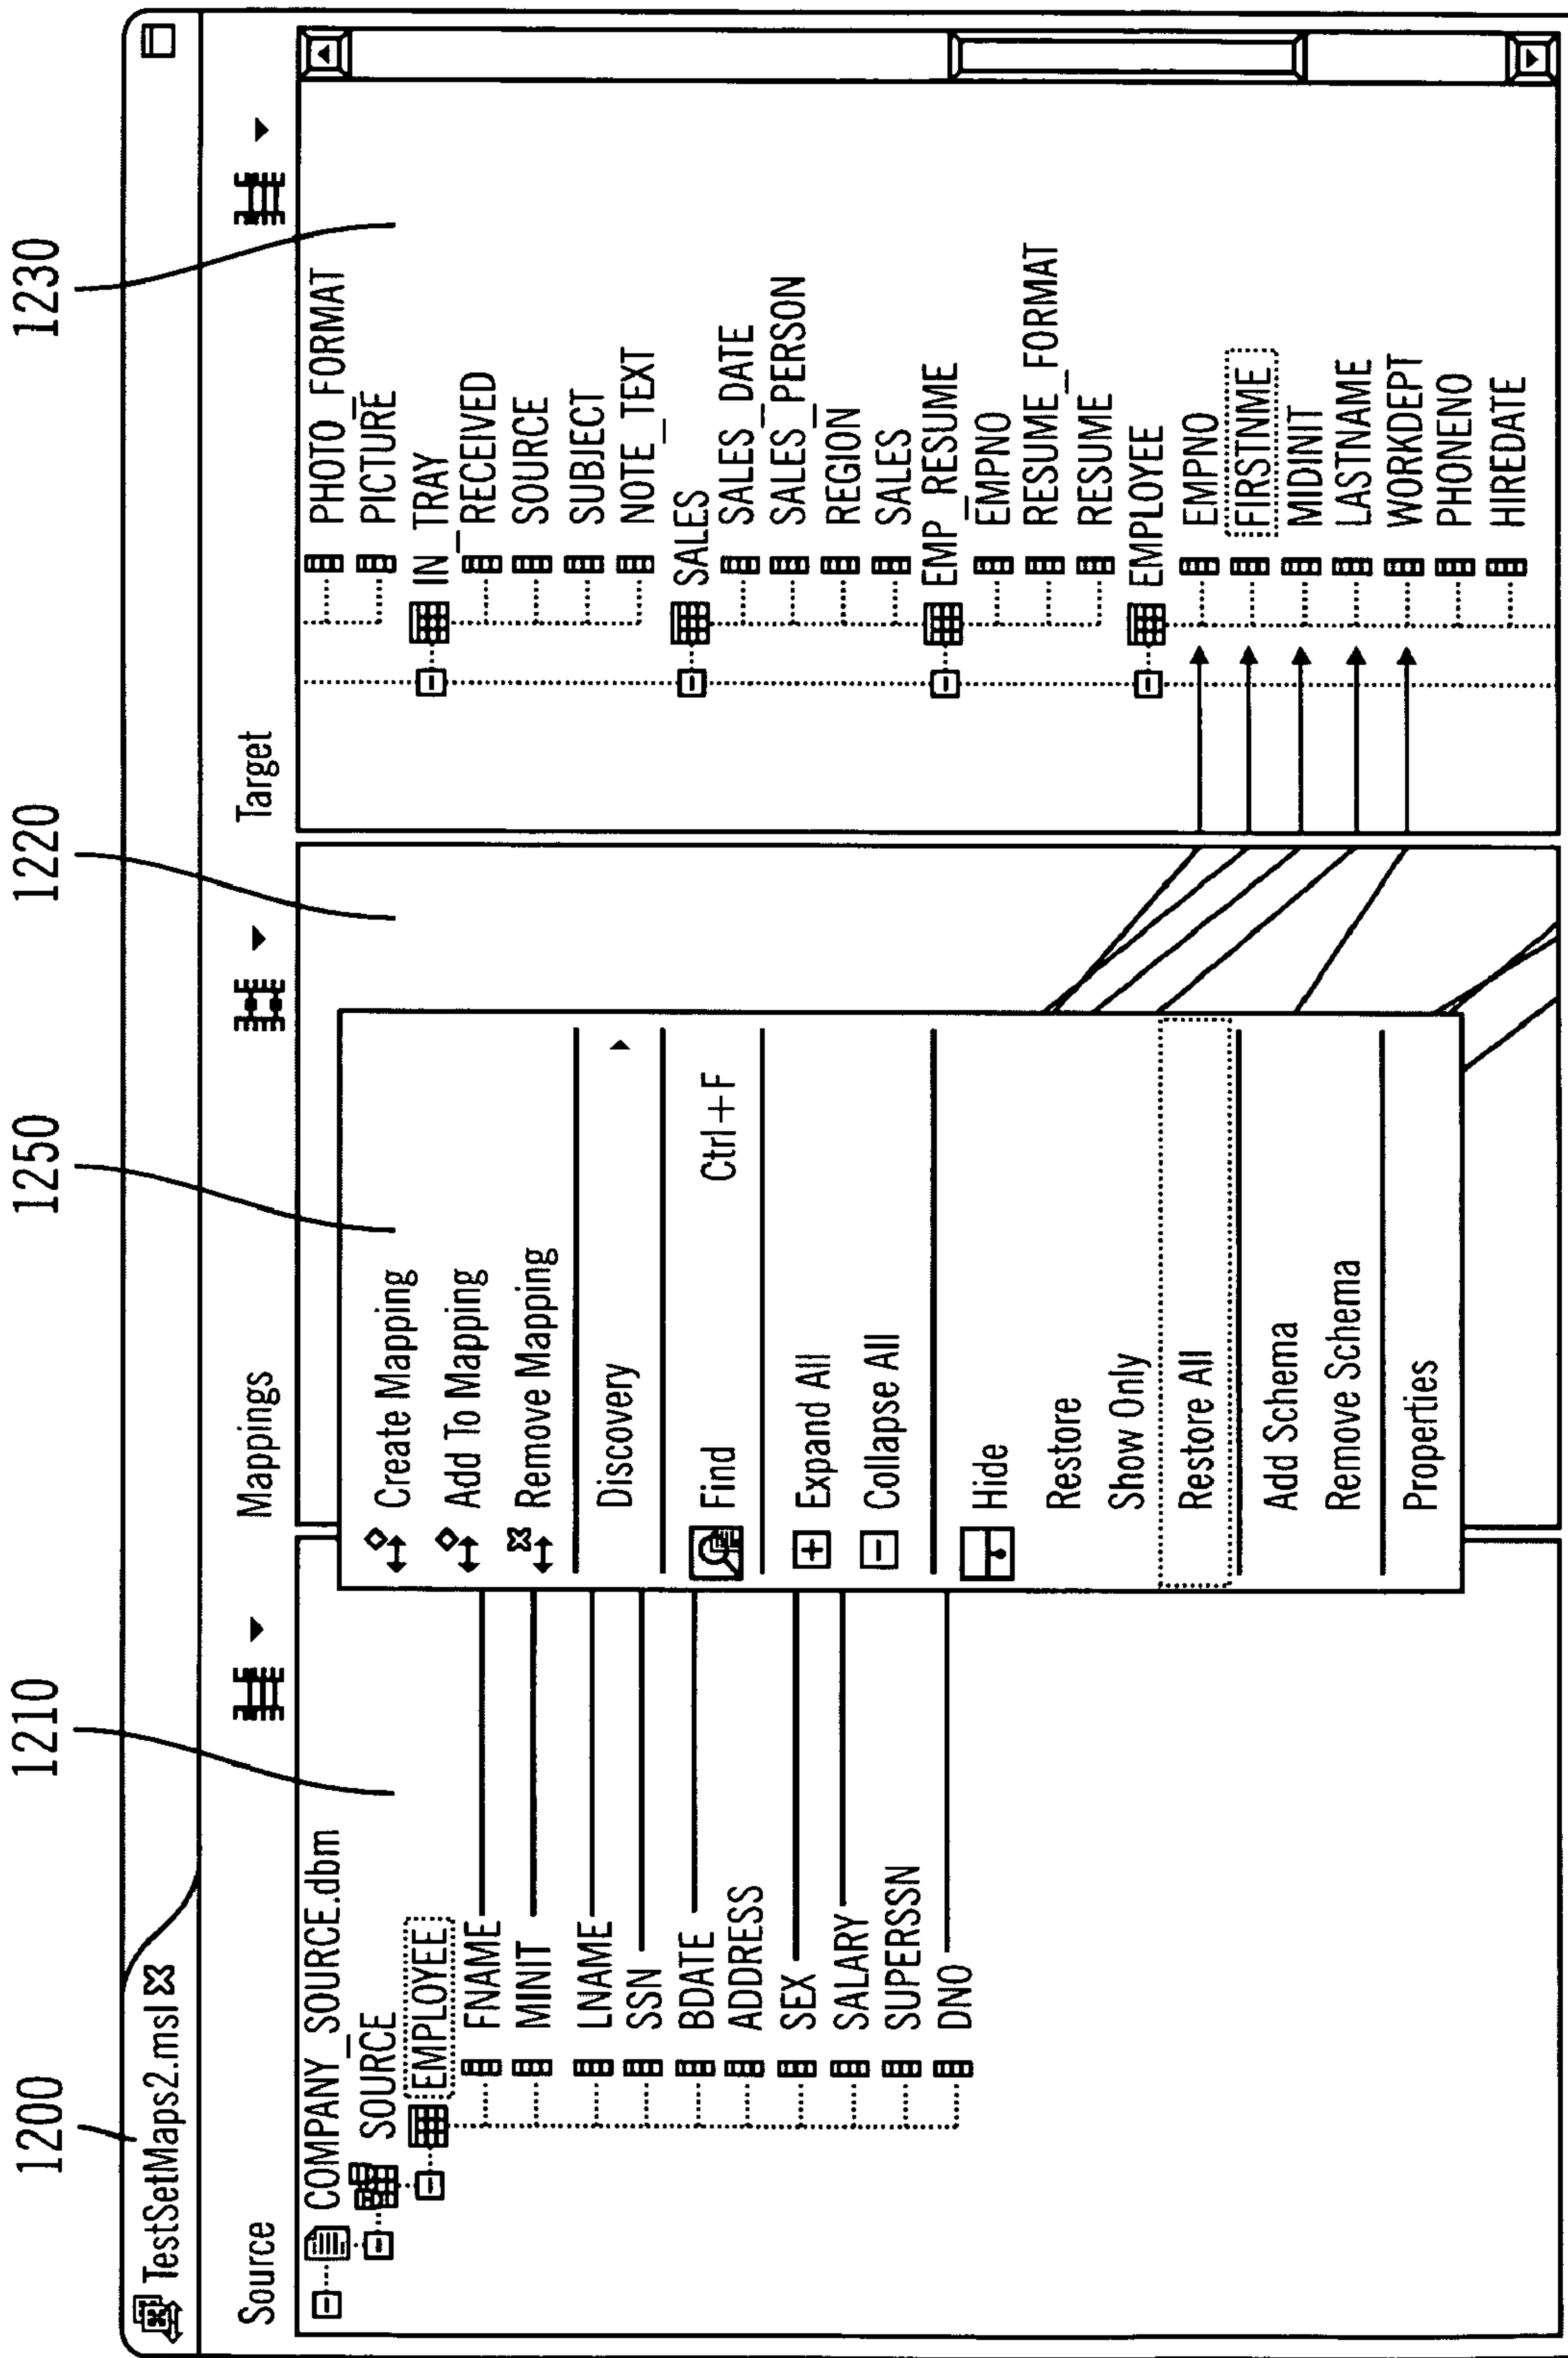 1200
1210
1250
1220
1230
TestSetMaps2.msl
Source
Mappings
Target
COMPANY_SOURCE.dbm
SOURCE
EMPLOYEE
FNAME
MINIT
LNAME
SSN
BDATE
ADDRESS
SEX
SALARY
SUPERSSN
DNO
Create Mapping
Add To Mapping
Remove Mapping
Discovery
Find Ctrl+F
Expand All
Collapse All
Hide
Restore
Show Only
Restore All
Add Schema
Remove Schema
Properties
PHOTO_FORMAT
PICTURE
IN_TRAY
RECEIVED
SOURCE
SUBJECT
NOTE_TEXT
SALES
SALES_DATE
SALES_PERSON
REGION
SALES
EMP_RESUME
EMPNO
RESUME_FORMAT
RESUME
EMPLOYEE
EMPNO
FIRSTNME
MIDINIT
LASTNAME
WORKDEPT
PHONENO
HIREDATE